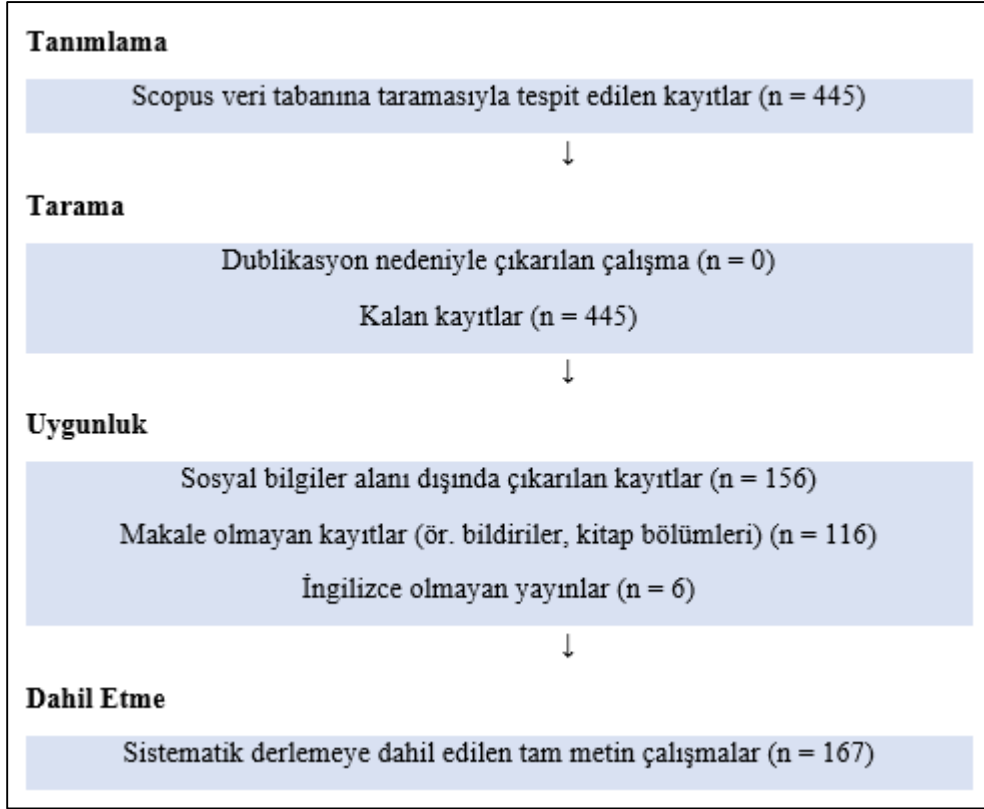 Tanımlama
Scopus veri tabanına taramasıyla tespit edilen kayıtlar (n = 445)
↓
Tarama
Dublikasyon nedeniyle çıkarılan çalışma (n = 0)
Kalan kayıtlar (n = 445)
↓
Uygunluk
Sosyal bilgiler alanı dışında çıkarılan kayıtlar (n = 156)
Makale olmayan kayıtlar (ör. bildiriler, kitap bölümleri) (n = 116)
İngilizce olmayan yayınlar (n = 6)
↓
Dahil Etme
Sistematik derlemeye dahil edilen tam metin çalışmalar (n = 167)